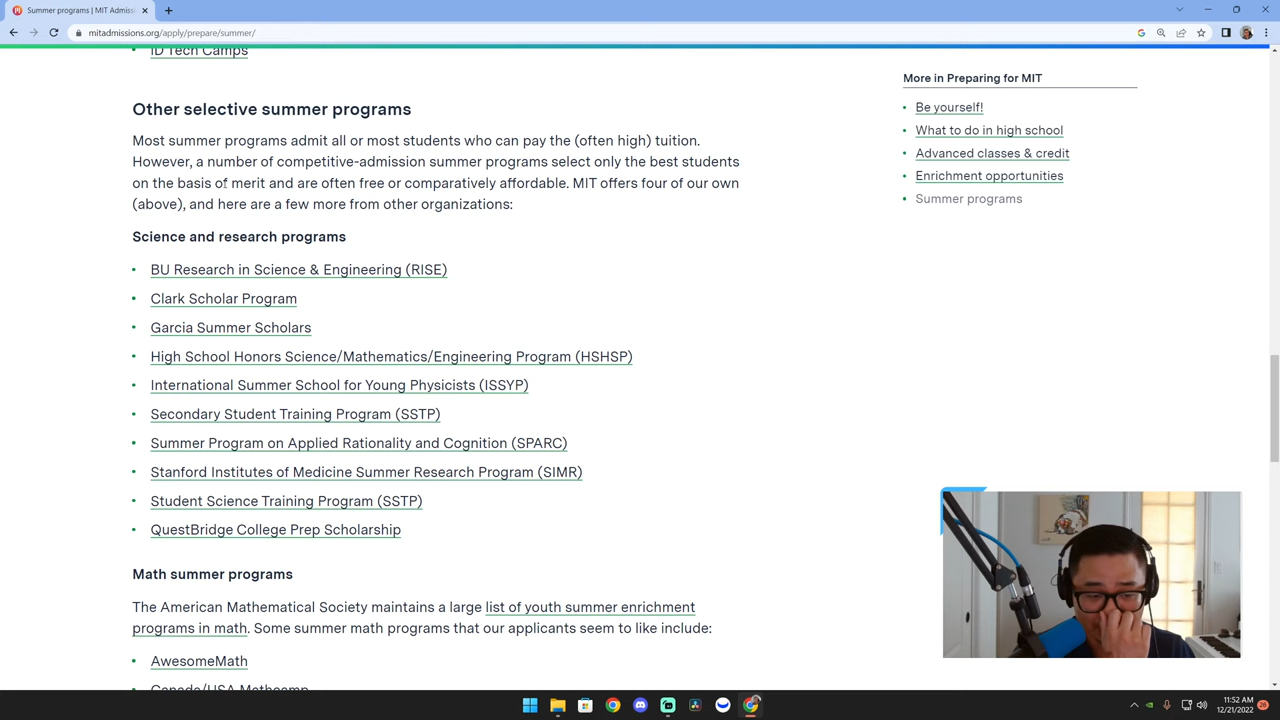 Summer programs | MIT Admiss
mitadmissions.org/apply/prepare/summer/
iD Tech Camps
Other selective summer programs
Most summer programs admit all or most students who can pay the (often high) tuition.
However, a number of competitive-admission summer programs select only the best students
on the basis of merit and are often free or comparatively affordable. MIT offers four of our own
(above), and here are a few more from other organizations:
Science and research programs
BU Research in Science & Engineering (RISE)
Clark Scholar Program
Garcia Summer Scholars
High School Honors Science/Mathematics/Engineering Program (HSHSP)
International Summer School for Young Physicists (ISSYP)
Secondary Student Training Program (SSTP)
Summer Program on Applied Rationality and Cognition (SPARC)
Stanford Institutes of Medicine Summer Research Program (SIMR)
Student Science Training Program (SSTP)
QuestBridge College Prep Scholarship
Math summer programs
The American Mathematical Society maintains a large list of youth summer enrichment
programs in math. Some summer math programs that our applicants seem to like include:
AwesomeMath
Canada/USA Mathcamp
More in Preparing for MIT
Be yourself!
What to do in high school
Advanced classes & credit
Enrichment opportunities
Summer programs
11:52 AM
12/21/2022